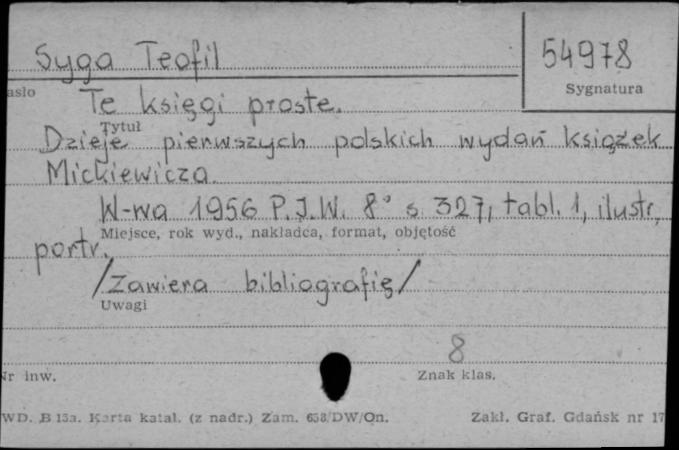 Syga Teofil
54978
asło
Sygnatura
Te księgi proste.
Tytuł
Dzieje pierwszych polskich wydań książek
Mickiewicza.
W-wa 1956 P.I.W. 8° s. 327, tabl. 1, ilustr,
Miejsce, rok wyd., nakładca, format, objętość
portr.
/Zawiera bibliografię/
Uwagi
8
Nr inw.
Znak klas.
WD. B 13a. Karta katal. (z nadr.) Zam. 658/DW/On.
Zakł. Graf. Gdańsk nr 17